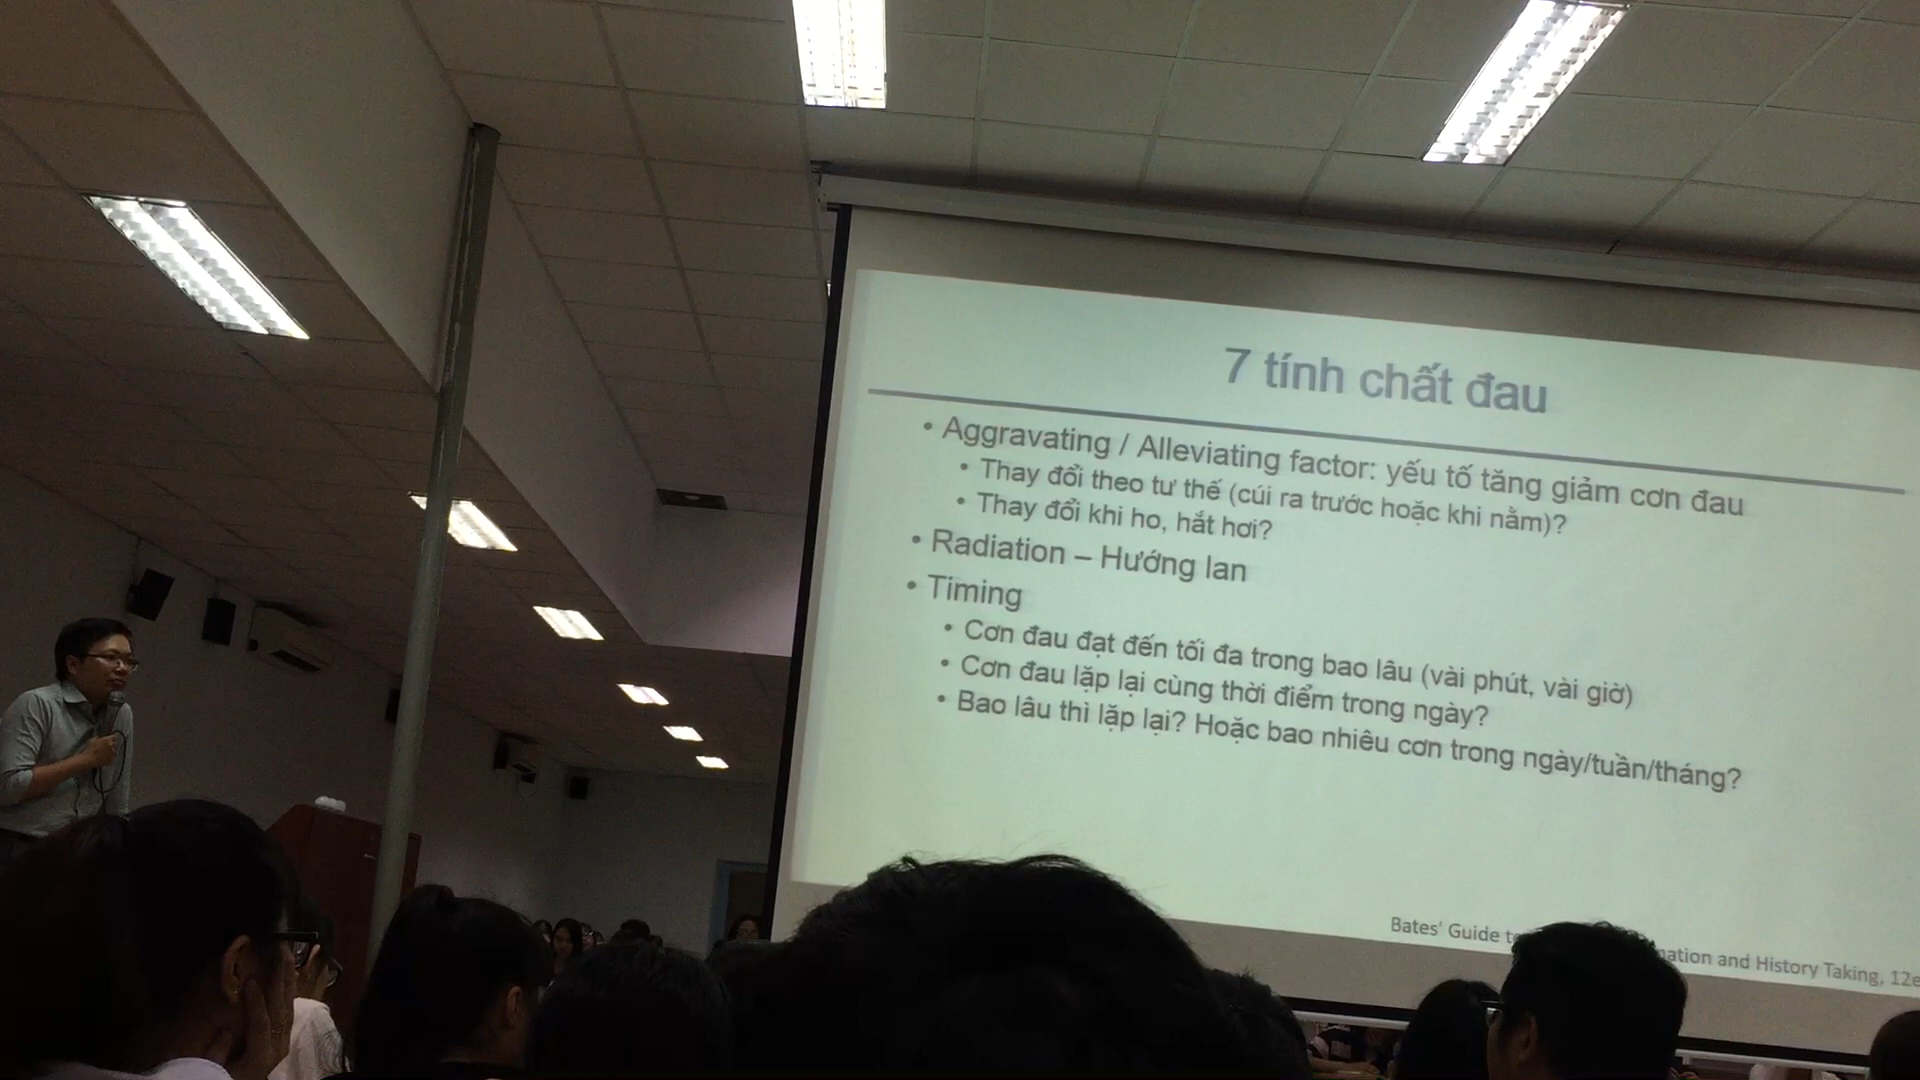 7 tính chất đau
• Aggravating / Alleviating factor: yếu tố tăng giảm cơn đau
• Thay đổi theo tư thế (cúi ra trước hoặc khi nằm)?
• Thay đổi khi ho, hắt hơi?
• Radiation – Hướng lan
• Timing
• Cơn đau đạt đến tối đa trong bao lâu (vài phút, vài giờ)
• Cơn đau lặp lại cùng thời điểm trong ngày?
• Bao lâu thì lặp lại? Hoặc bao nhiêu cơn trong ngày/tuần/tháng?
Bates' Guide and History Taking, 12e